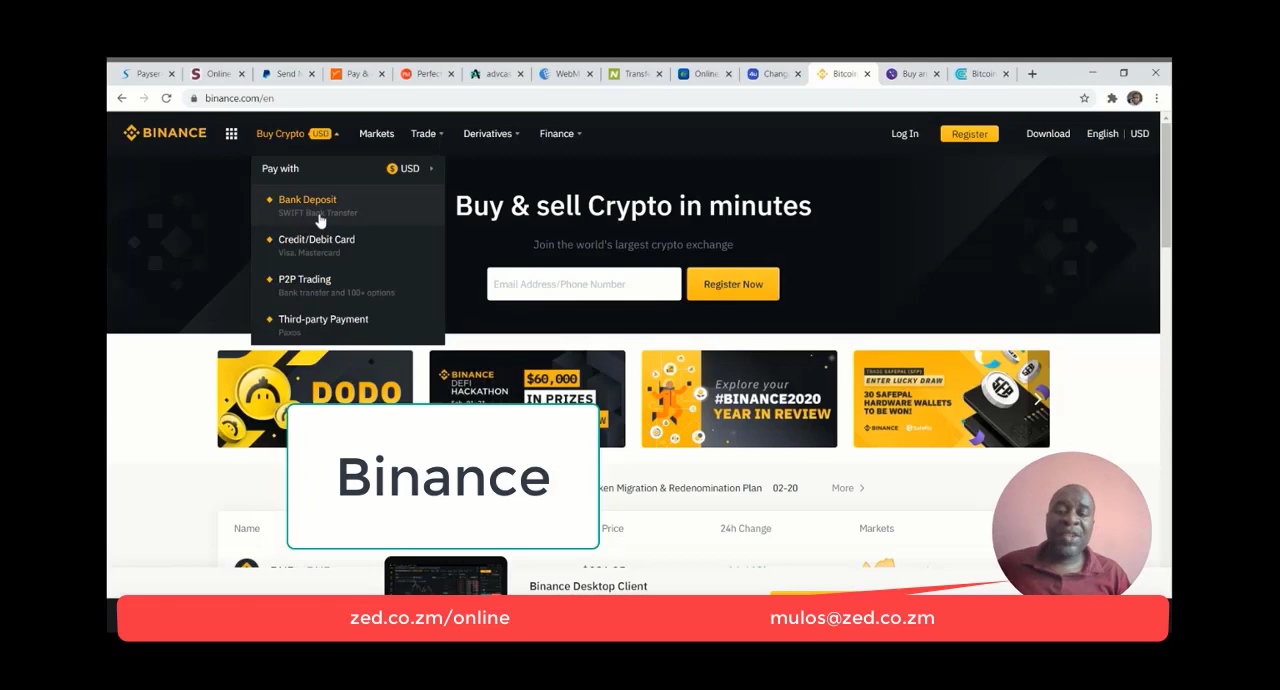 Payser
Online
Send M
Pay &
Perfect
advcas
WebM
Transfe
Online
Chang
Bitcoin
Buy an
Bitcoin
binance.com/en
BINANCE
Buy Crypto USD
Markets
Trade
Derivatives
Finance
Log In
Register
Download
English | USD
Pay with
$ USD
Bank Deposit
SWIFT Bank Transfer
Credit/Debit Card
Visa, Mastercard
P2P Trading
Bank transfer and 100+ options
Third-party Payment
Paxos
Buy & sell Crypto in minutes
Join the world's largest crypto exchange
Email Address/Phone Number
Register Now
DODO
BINANCE
DEFI
HACKATHON
$60,000
IN PRIZES
Explore your
#BINANCE2020
YEAR IN REVIEW
TRADE SAFEPAL (SFP)
ENTER LUCKY DRAW
30 SAFEPAL
HARDWARE WALLETS
TO BE WON!
BINANCE
SafePal
Binance
ken Migration & Redenomination Plan 02-20
More
Name
Price
24h Change
Markets
Binance Desktop Client
zed.co.zm/online
mulos@zed.co.zm